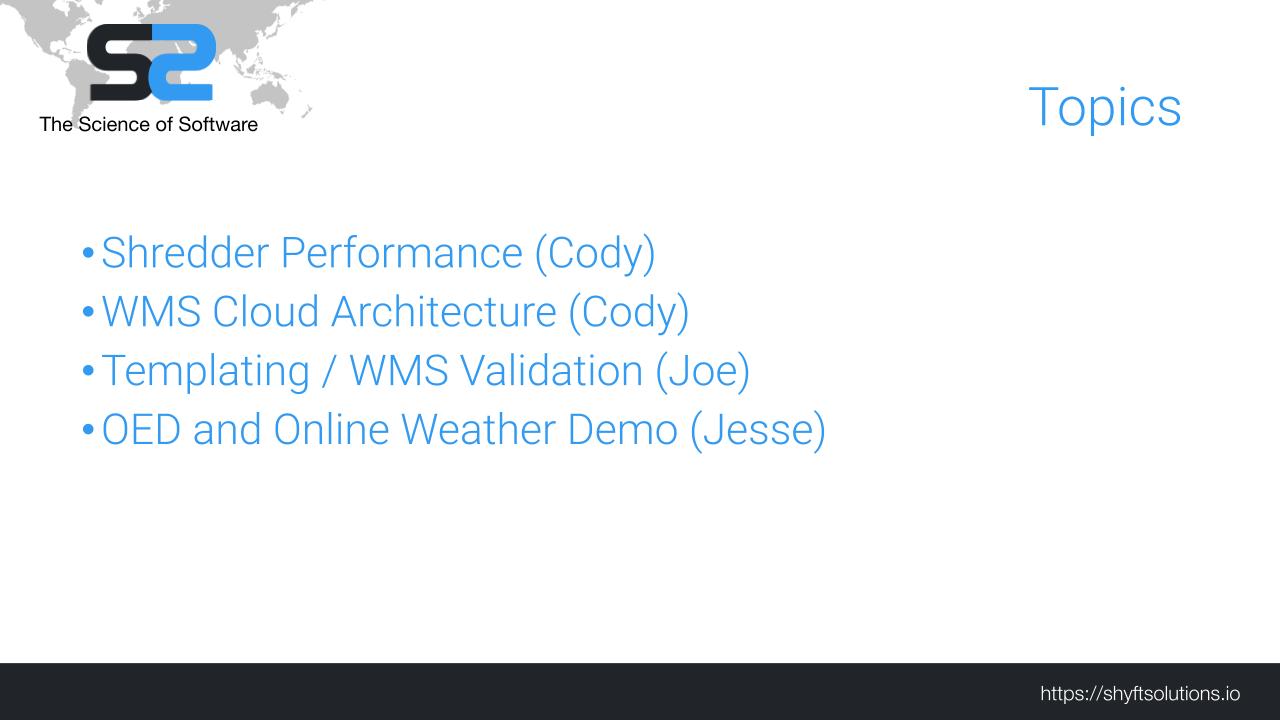 S2
The Science of Software
Topics
•Shredder Performance (Cody)
•WMS Cloud Architecture (Cody)
•Templating / WMS Validation (Joe)
•OED and Online Weather Demo (Jesse)
https://shyftsolutions.io